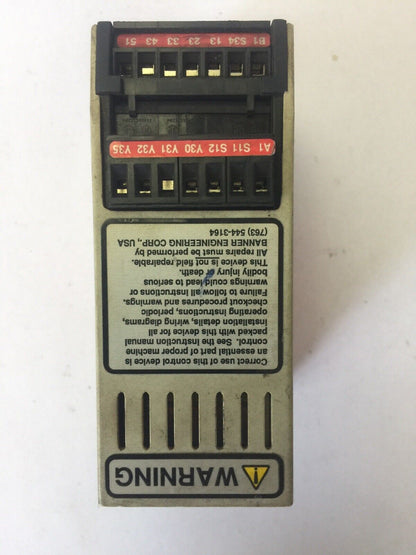 WARNING
Correct use of this control device is
an essential part of proper machine
control. See the instruction manual
packed with this device for all
installation details, wiring diagrams,
operating instructions, periodic
checkout procedures and warnings.
Failure to follow all instructions or
warnings could lead to serious
bodily injury or death.
This device is not field repairable.
All repairs must be performed by
BANNER ENGINEERING CORP., USA
(763) 544-3164
A1 S11 S12 Y30 Y31 Y32 Y35
B1 S34 13 23 33 43 51